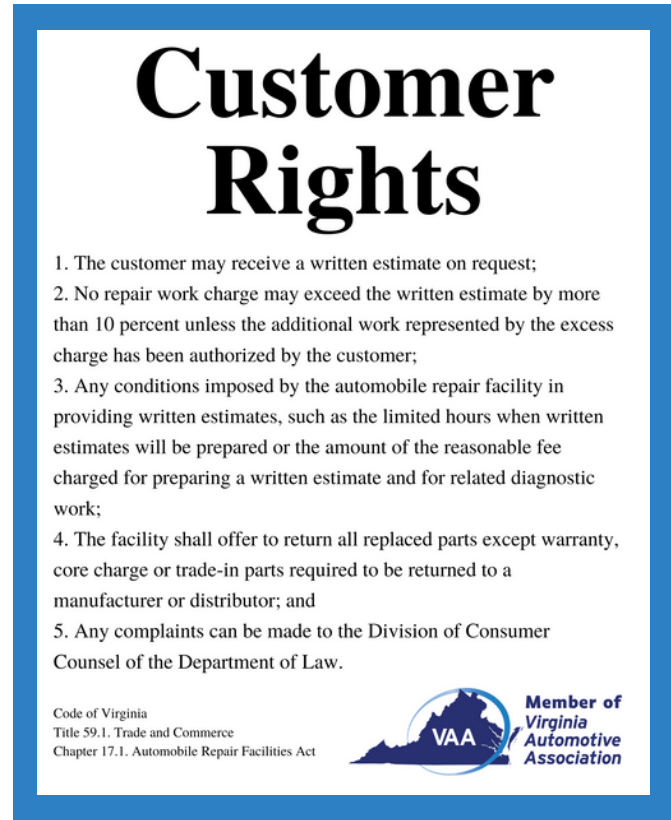 Customer
Rights
1. The customer may receive a written estimate on request;
2. No repair work charge may exceed the written estimate by more
than 10 percent unless the additional work represented by the excess
charge has been authorized by the customer;
3. Any conditions imposed by the automobile repair facility in
providing written estimates, such as the limited hours when written
estimates will be prepared or the amount of the reasonable fee
charged for preparing a written estimate and for related diagnostic
work;
4. The facility shall offer to return all replaced parts except warranty,
core charge or trade-in parts required to be returned to a
manufacturer or distributor; and
5. Any complaints can be made to the Division of Consumer
Counsel of the Department of Law.
Code of Virginia
Title 59.1. Trade and Commerce
Chapter 17.1. Automobile Repair Facilities Act
VAA
Member of
Virginia
Automotive
Association